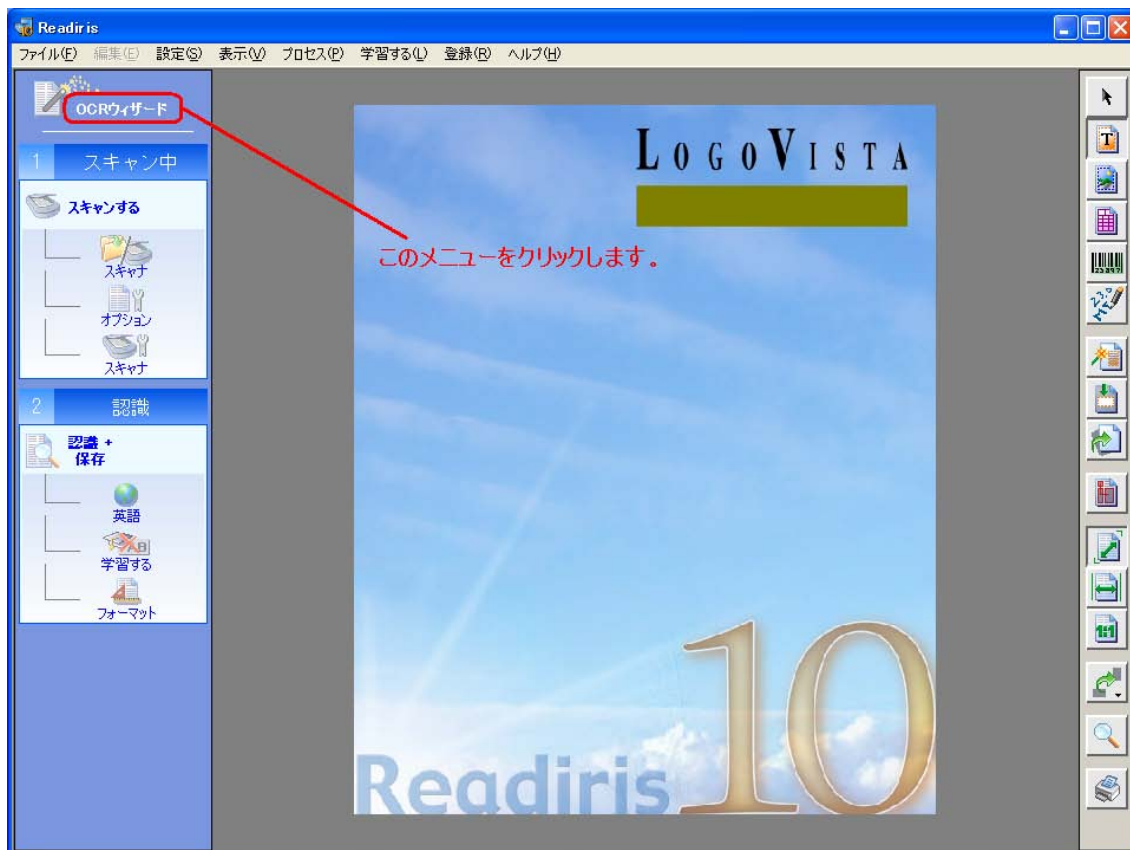 Readiris
ファイル(F) 編集(E) 設定(S) 表示(V) プロセス(P) 学習する(L) 登録(R) ヘルプ(H)
OCRウィザード
1 スキャン中
スキャンする
スキャナ
オプション
スキャナ
2 認識
認識 +
保存
英語
学習する
フォーマット
LOGOVISTA
このメニューをクリックします。
Readiris 10
T
23897
1:1